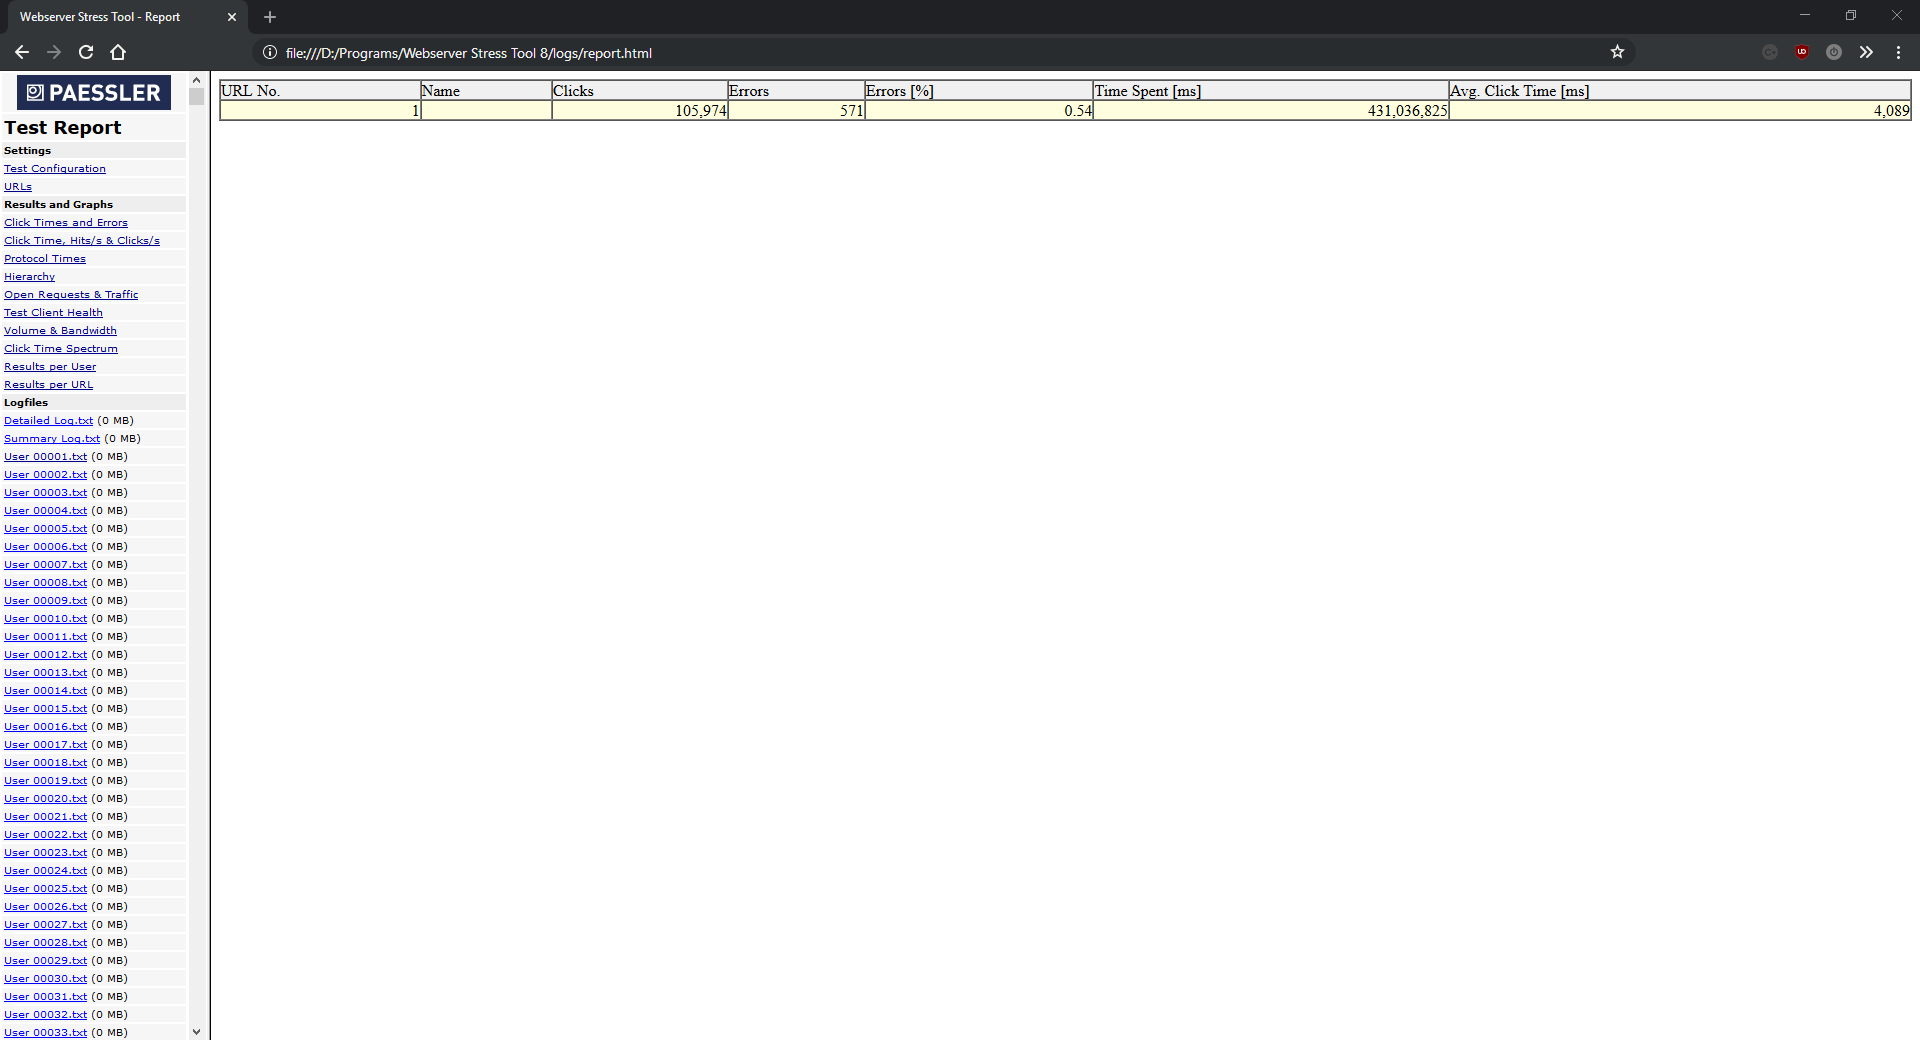 Webserver Stress Tool - Report
file:///D:/Programs/Webserver Stress Tool 8/logs/report.html
PAESSLER
Test Report
Settings
Test Configuration
URLs
Results and Graphs
Click Times and Errors
Click Time, Hits/s & Clicks/s
Protocol Times
Hierarchy
Open Requests & Traffic
Test Client Health
Volume & Bandwidth
Click Time Spectrum
Results per User
Results per URL
Logfiles
Detailed Log.txt (0 MB)
Summary Log.txt (0 MB)
User 00001.txt (0 MB)
User 00002.txt (0 MB)
User 00003.txt (0 MB)
User 00004.txt (0 MB)
User 00005.txt (0 MB)
User 00006.txt (0 MB)
User 00007.txt (0 MB)
User 00008.txt (0 MB)
User 00009.txt (0 MB)
User 00010.txt (0 MB)
User 00011.txt (0 MB)
User 00012.txt (0 MB)
User 00013.txt (0 MB)
User 00014.txt (0 MB)
User 00015.txt (0 MB)
User 00016.txt (0 MB)
User 00017.txt (0 MB)
User 00018.txt (0 MB)
User 00019.txt (0 MB)
User 00020.txt (0 MB)
User 00021.txt (0 MB)
User 00022.txt (0 MB)
User 00023.txt (0 MB)
User 00024.txt (0 MB)
User 00025.txt (0 MB)
User 00026.txt (0 MB)
User 00027.txt (0 MB)
User 00028.txt (0 MB)
User 00029.txt (0 MB)
User 00030.txt (0 MB)
User 00031.txt (0 MB)
User 00032.txt (0 MB)
User 00033.txt (0 MB)
URL No. Name Clicks Errors Errors [%] Time Spent [ms] Avg. Click Time [ms]
1 105,974 571 0.54 431,036,825 4,089